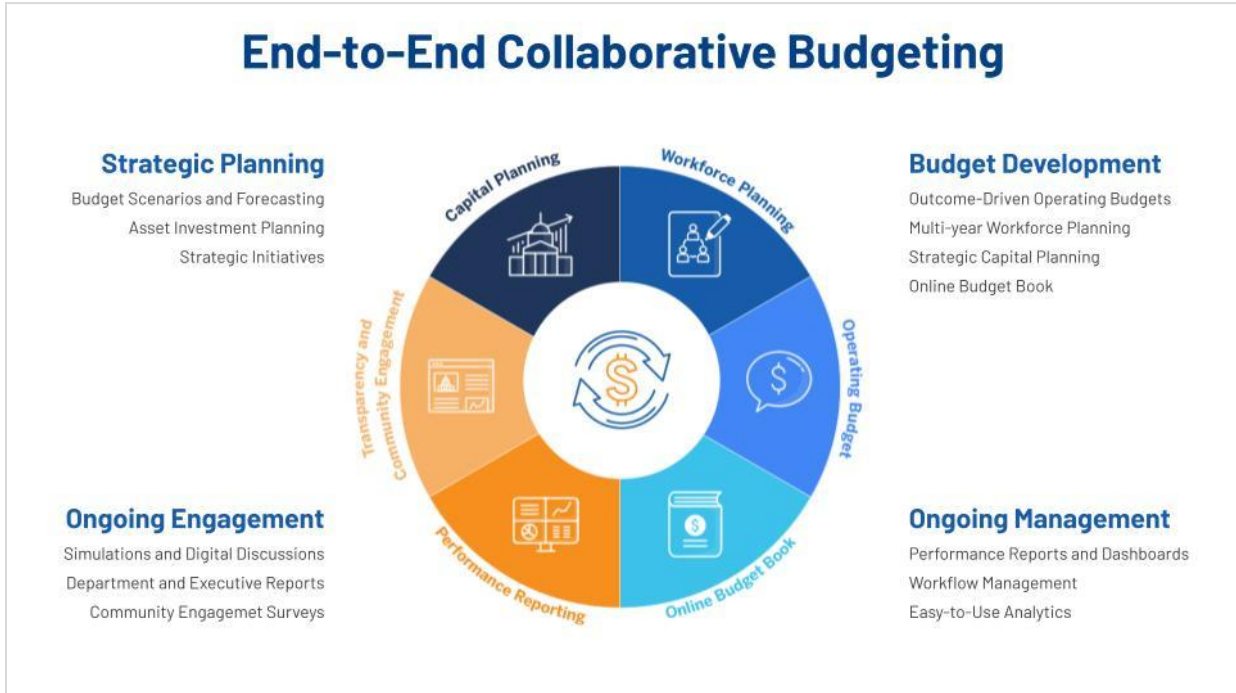 End-to-End Collaborative Budgeting
Strategic Planning
Budget Scenarios and Forecasting
Asset Investment Planning
Strategic Initiatives
Capital Planning
Workforce Planning
Budget Development
Outcome-Driven Operating Budgets
Multi-year Workforce Planning
Strategic Capital Planning
Online Budget Book
Transparency and
Community Engagement
$
$
Operating Budget
Ongoing Engagement
Simulations and Digital Discussions
Department and Executive Reports
Community Engagemet Surveys
Performance Reporting
$
Online Budget Book
Ongoing Management
Performance Reports and Dashboards
Workflow Management
Easy-to-Use Analytics